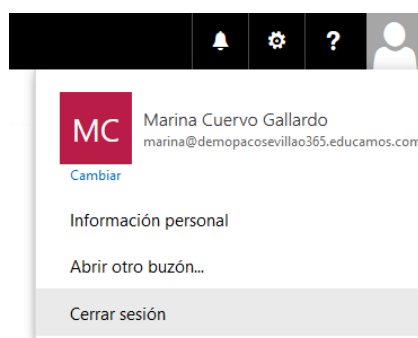 ?
MC
Marina Cuervo Gallardo
marina@demopacosevillao365.educamos.com
Cambiar
Información personal
Abrir otro buzón...
Cerrar sesión